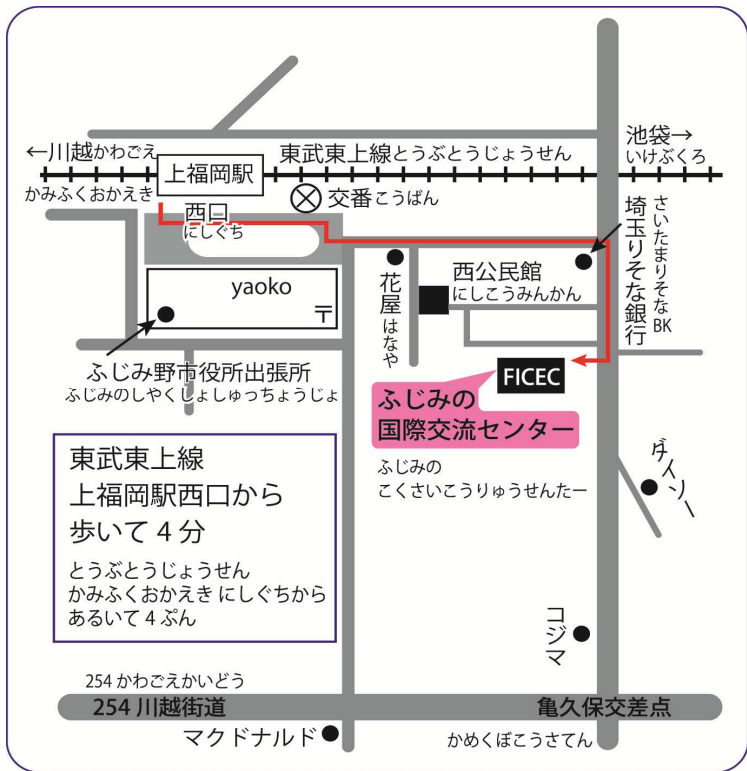 ←川越かわごえ
かみふくおかえき
上福岡駅
東武東上線とうぶとうじょうせん
池袋→
いけぶくろ
交番こうばん
西口
にしぐち
埼玉りそな銀行
さいたまりそなBK
西公民館
にしこうみんかん
花屋はなや
yaoko
〒
ふじみ野市役所出張所
ふじみのしやくしょしゅっちょうじょ
FICEC
ふじみの
国際交流センター
ふじみの
こくさいこうりゅうせんたー
ダイソー
東武東上線
上福岡駅西口から
歩いて４分
とうぶとうじょうせん
かみふくおかえき にしぐちから
あるいて４ぷん
コジマ
254 かわごえかいどう
254 川越街道
亀久保交差点
かめくぼこうさてん
マクドナルド